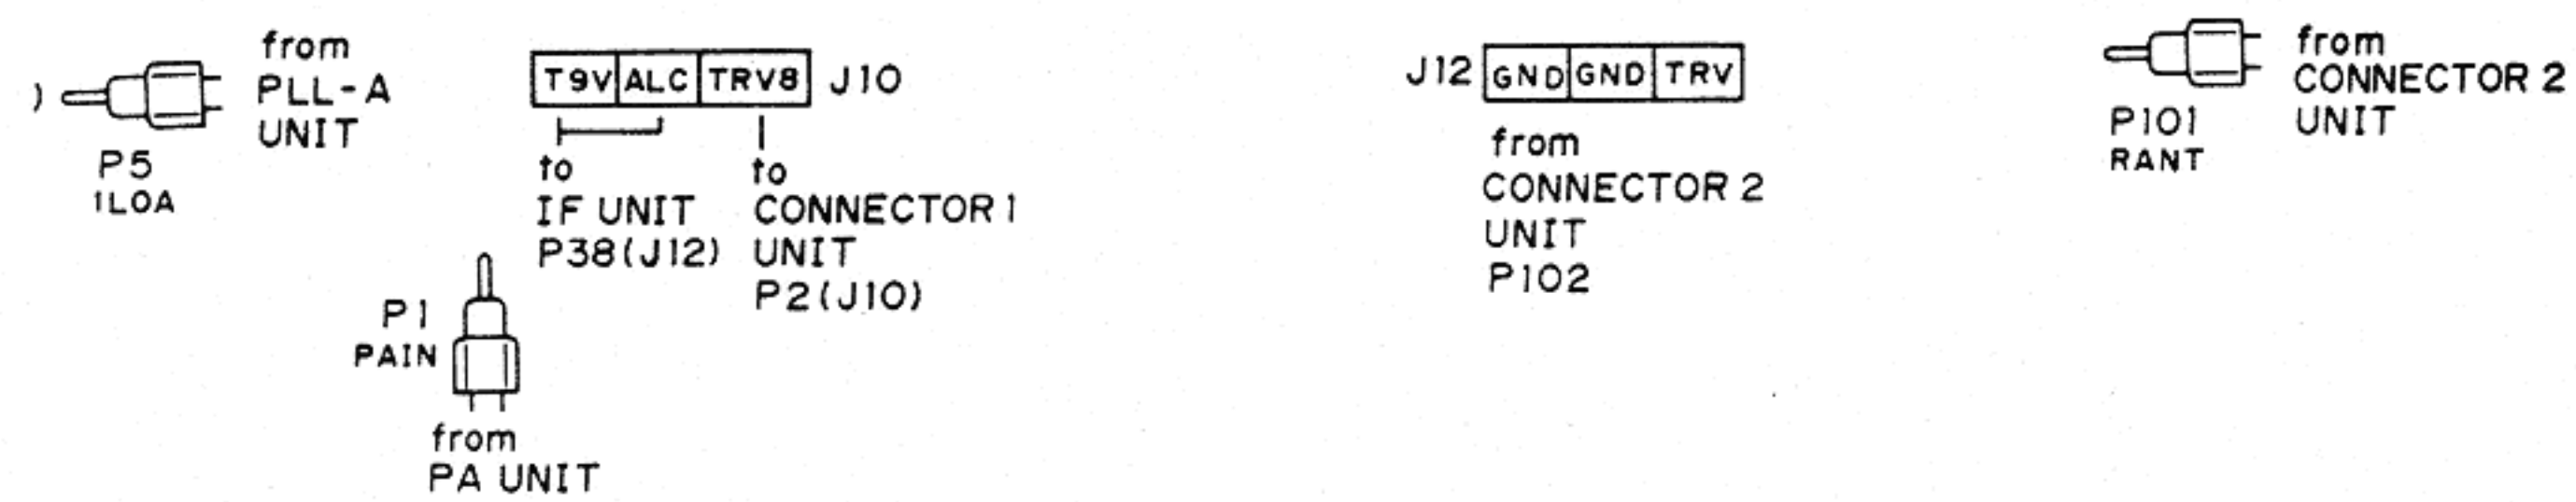 )
from
PLL-A
UNIT
P5
1LOA
T9V ALC TRV8 J10
to
IF UNIT
P38(J12)
to
CONNECTOR 1
UNIT
P2(J10)
P1
PAIN
from
PA UNIT
J12 GND GND TRV
from
CONNECTOR 2
UNIT
P102
P101
RANT
from
CONNECTOR 2
UNIT